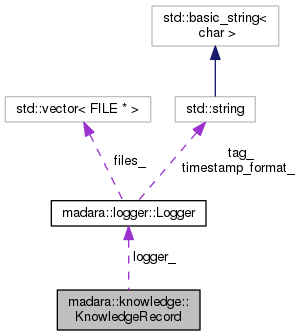 std::basic_string<
char >
std::vector< FILE * >
std::string
files_
tag_
timestamp_format_
madara::logger::Logger
logger_
madara::knowledge::
KnowledgeRecord